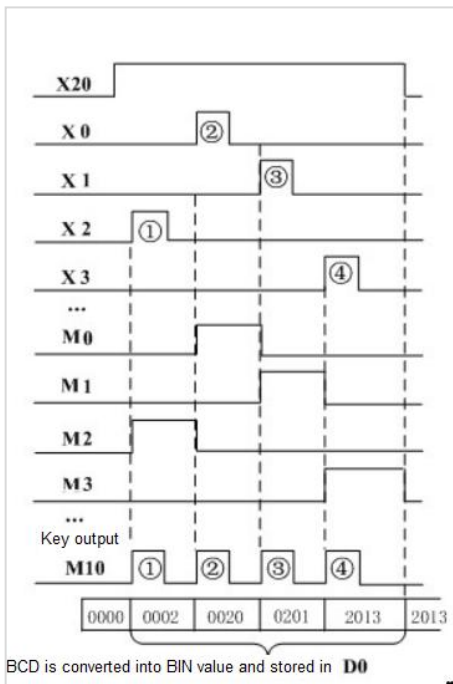 X20
X 0
②
X 1
③
X 2
①
X 3
④
...
M0
M1
M2
M3
...
Key output
M10
① ② ③ ④
0000 0002 0020 0201 2013 2013
BCD is converted into BIN value and stored in D0